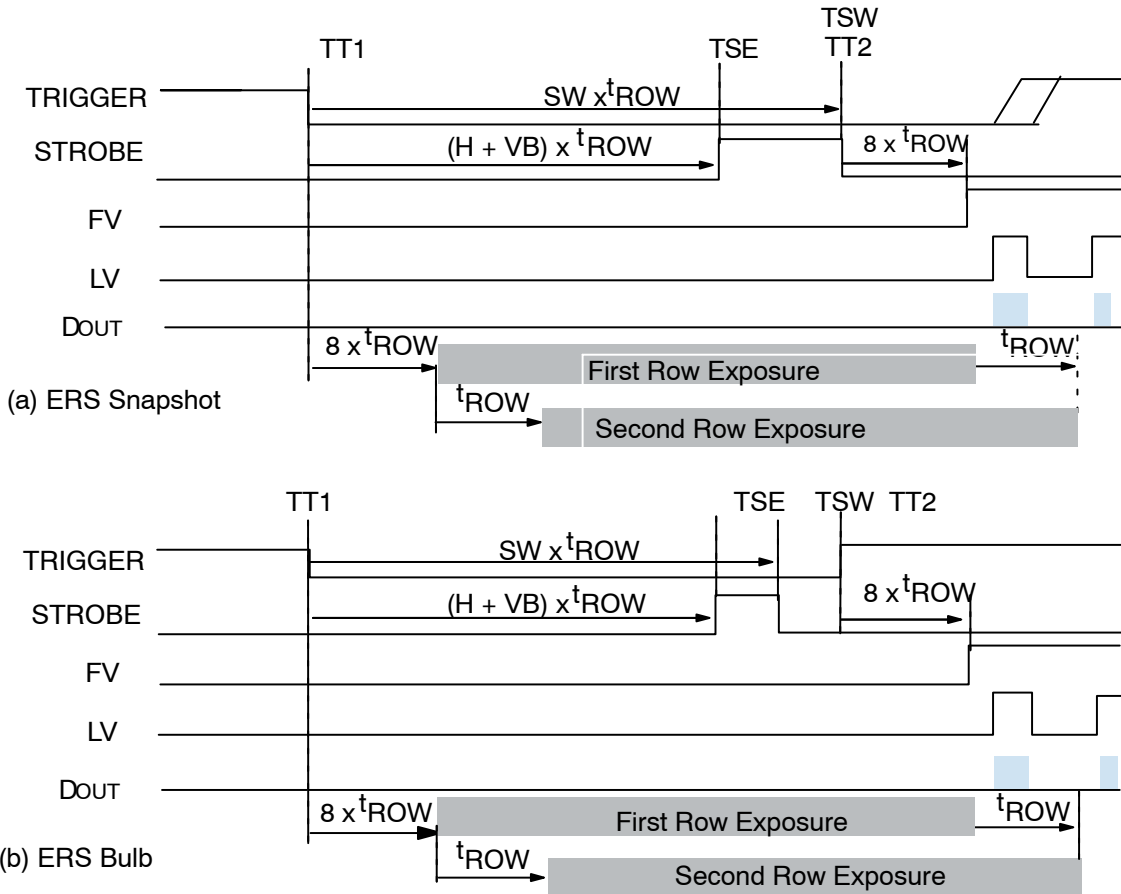 TSW
TT1 TSE TT2
TRIGGER
SW x tROW
STROBE
(H + VB) x tROW
8 x tROW
FV
LV
DOUT
8 x tROW
tROW
First Row Exposure
(a) ERS Snapshot
tROW
Second Row Exposure
TT1 TSE TSW TT2
TRIGGER
SW x tROW
STROBE
(H + VB) x tROW
8 x tROW
FV
LV
DOUT
8 x tROW
First Row Exposure
tROW
(b) ERS Bulb
tROW
Second Row Exposure